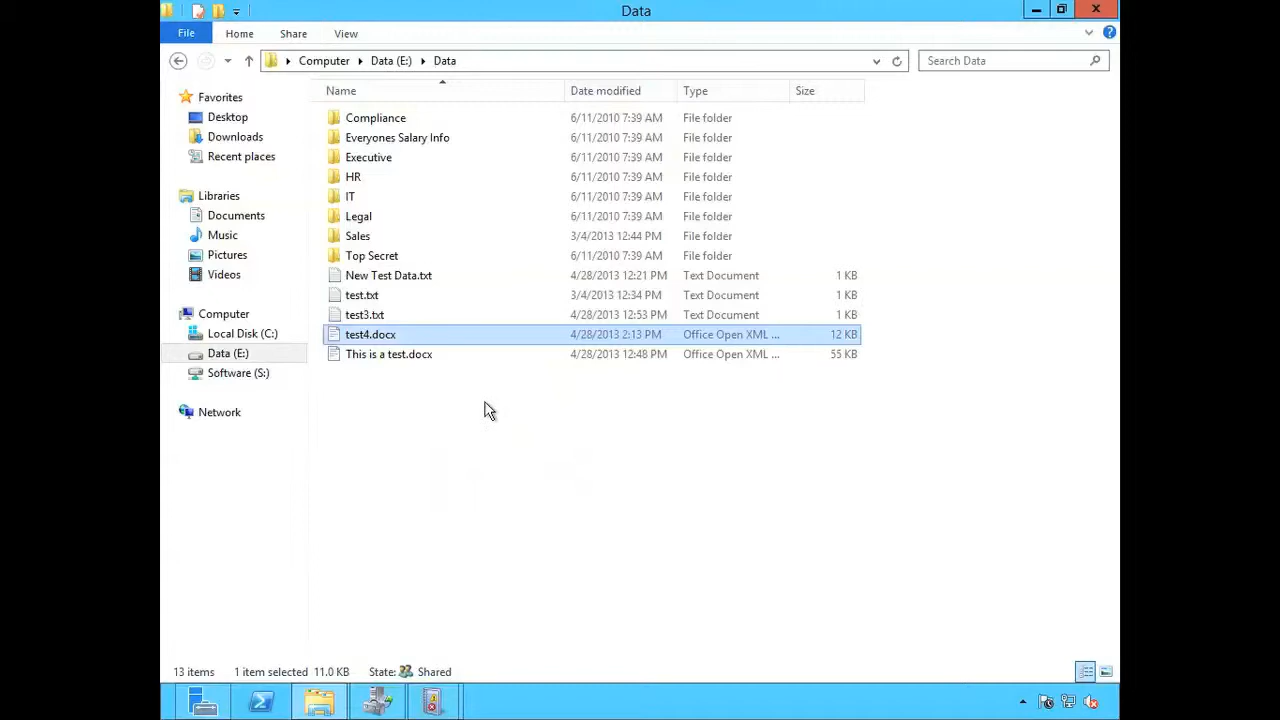 Data
File Home Share View
Computer Data (E:) Data Search Data
Name Date modified Type Size
Favorites
Desktop
Downloads
Recent places
Libraries
Documents
Music
Pictures
Videos
Computer
Local Disk (C:)
Data (E:)
Software (S:)
Network
Compliance 6/11/2010 7:39 AM File folder
Everyones Salary Info 6/11/2010 7:39 AM File folder
Executive 6/11/2010 7:39 AM File folder
HR 6/11/2010 7:39 AM File folder
IT 6/11/2010 7:39 AM File folder
Legal 6/11/2010 7:39 AM File folder
Sales 3/4/2013 12:44 PM File folder
Top Secret 6/11/2010 7:39 AM File folder
New Test Data.txt 4/28/2013 12:21 PM Text Document 1 KB
test.txt 3/4/2013 12:34 PM Text Document 1 KB
test3.txt 4/28/2013 12:53 PM Text Document 1 KB
test4.docx 4/28/2013 2:13 PM Office Open XML ... 12 KB
This is a test.docx 4/28/2013 12:48 PM Office Open XML ... 55 KB
13 items 1 item selected 11.0 KB State: Shared